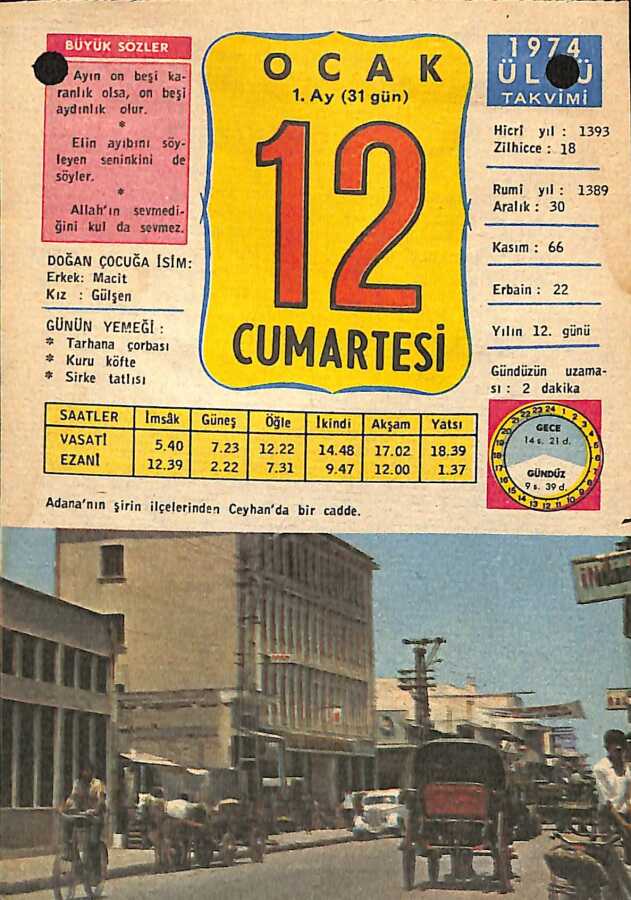 BÜYÜK SÖZLER
Ayın on beşi ka-
ranlık olsa, on beşi
aydınlık olur.
*
Elin ayıbını söy-
leyen seninkini de
söyler.
*
Allah'ın sevmedi-
ğini kul da sevmez.
DOĞAN ÇOCUĞA İSİM:
Erkek: Macit
Kız : Gülşen
GÜNÜN YEMEĞİ :
* Tarhana çorbası
* Kuru köfte
* Sirke tatlısı
OCAK
1. Ay (31 gün)
12
CUMARTESİ
1974
TAKVİMİ
Hicrî yıl : 1393
Zilhicce : 18
Rumî yıl : 1389
Aralık : 30
Kasım : 66
Erbain : 22
Yılın 12. günü
Gündüzün uzama-
sı : 2 dakika
SAATLER İmsâk Güneş Öğle İkindi Akşam Yatsı
VASATİ 5.40 7.23 12.22 14.48 17.02 18.39
EZANİ 12.39 2.22 7.31 9.47 12.00 1.37
GECE
14 s. 21 d.
GÜNDÜZ
9 s. 39 d.
Adana'nın şirin ilçelerinden Ceyhan'da bir cadde.